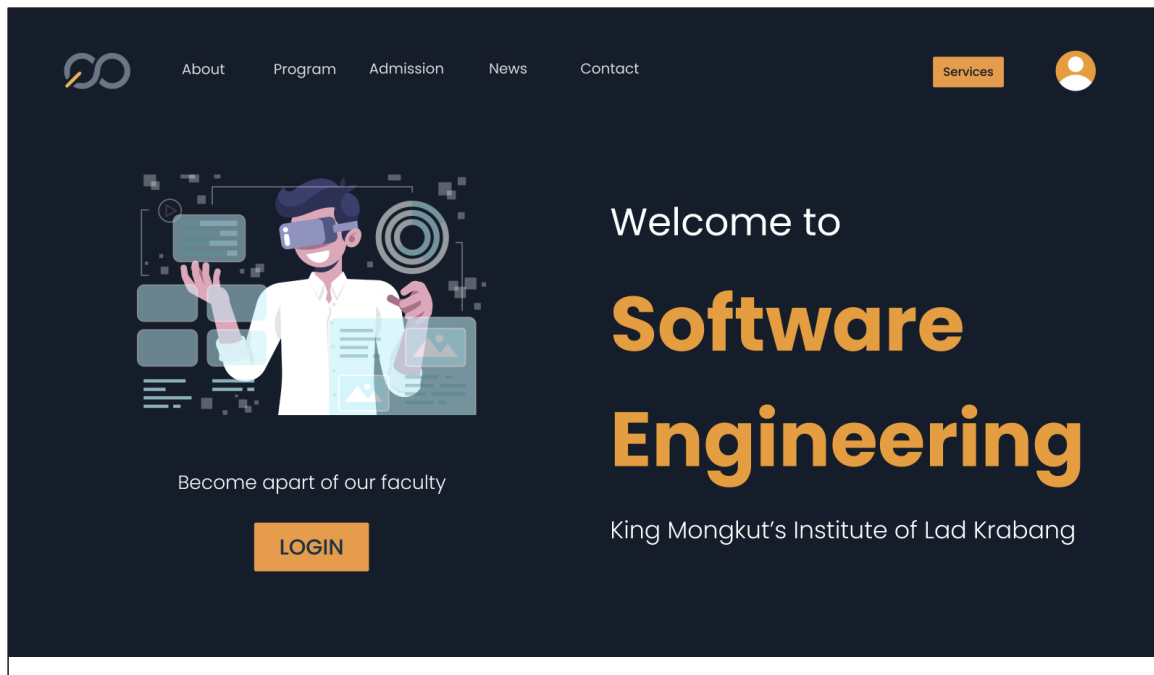 About Program Admission News Contact Services
Welcome to
Software
Engineering
King Mongkut’s Institute of Lad Krabang
Become apart of our faculty
LOGIN